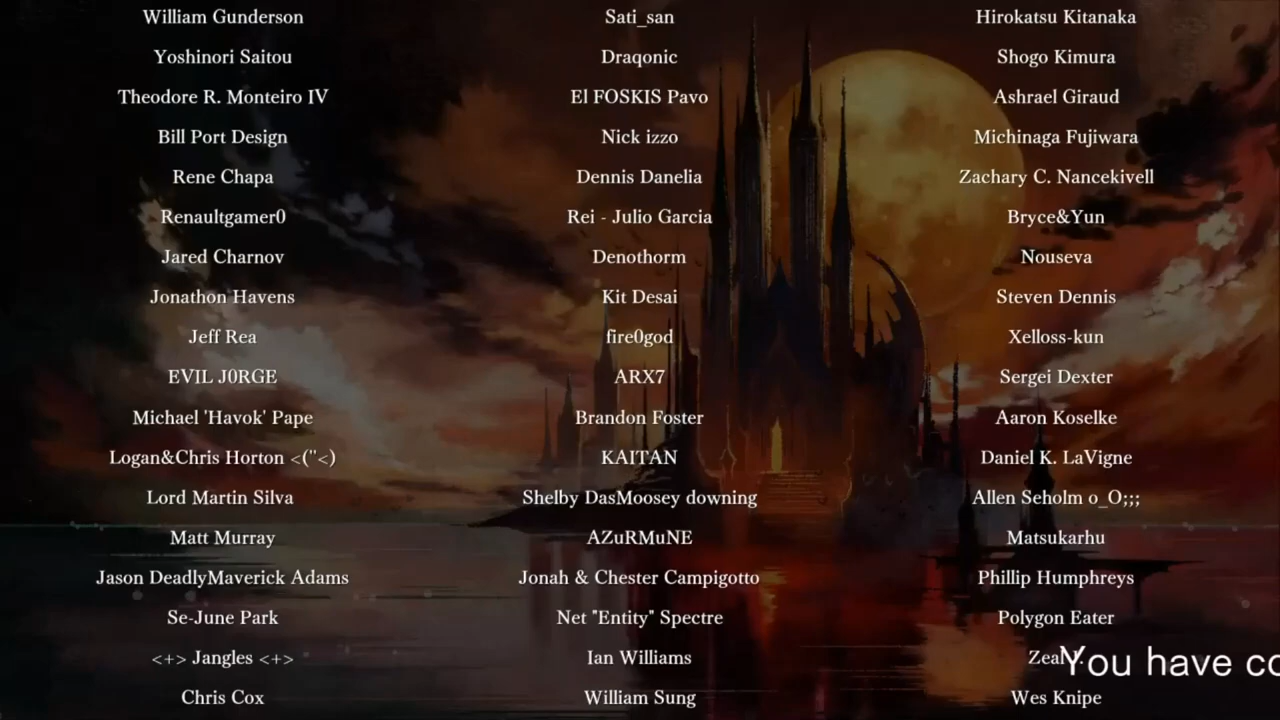 William Gunderson
Sati_san
Hirokatsu Kitanaka
Yoshinori Saitou
Draqonic
Shogo Kimura
Theodore R. Monteiro IV
El FOSKIS Pavo
Ashrael Giraud
Bill Port Design
Nick izzo
Michinaga Fujiwara
Rene Chapa
Dennis Danelia
Zachary C. Nancekivell
Renaultgamer0
Rei - Julio Garcia
Bryce&Yun
Jared Charnov
Denothorm
Nouseva
Jonathon Havens
Kit Desai
Steven Dennis
Jeff Rea
fire0god
Xelloss-kun
EVIL J0RGE
ARX7
Sergei Dexter
Michael 'Havok' Pape
Brandon Foster
Aaron Koselke
Logan&Chris Horton <("<)
KAITAN
Daniel K. LaVigne
Lord Martin Silva
Shelby DasMoosey downing
Allen Seholm o_O;;;
Matt Murray
AZuRMuNE
Matsukarhu
Jason DeadlyMaverick Adams
Jonah & Chester Campigotto
Phillip Humphreys
Se-June Park
Net "Entity" Spectre
Polygon Eater
<+> Jangles <+>
Ian Williams
You have co
Chris Cox
William Sung
Wes Knipe